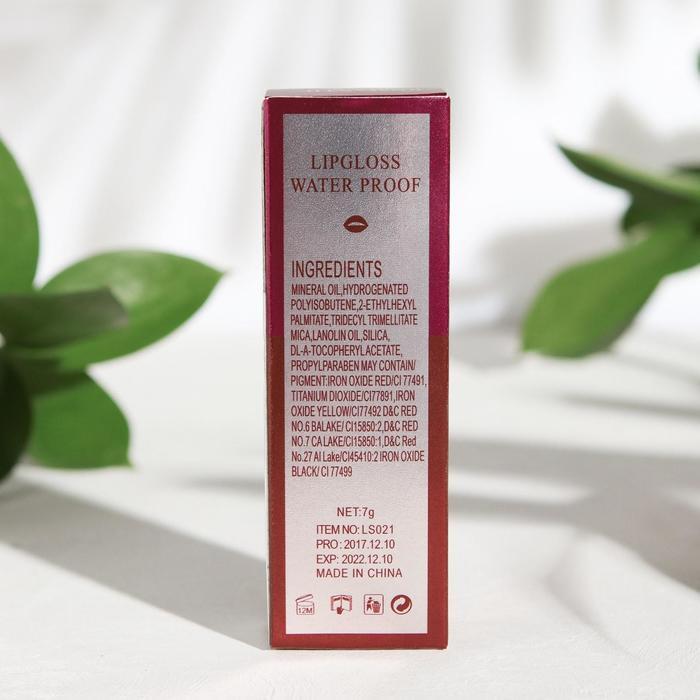 LIPGLOSS
WATER PROOF
INGREDIENTS
MINERAL OIL,HYDROGENATED
POLYISOBUTENE,2-ETHYLHEXYL
PALMITATE,TRIDECYL TRIMELLITATE
MICA,LANOLIN OIL,SILICA,
DL-A-TOCOPHERYLACETATE,
PROPYLPARABEN MAY CONTAIN/
PIGMENT:IRON OXIDE RED/CI 77491,
TITANIUM DIOXIDE/CI77891,IRON
OXIDE YELLOW/CI77492 D&C RED
NO.6 BALAKE/ CI15850:2,D&C RED
NO.7 CA LAKE/CI15850:1,D&C Red
No.27 Al Lake/CI45410:2 IRON OXIDE
BLACK/ CI 77499
NET:7g
ITEM NO: LS021
PRO: 2017.12.10
EXP: 2022.12.10
MADE IN CHINA
12M